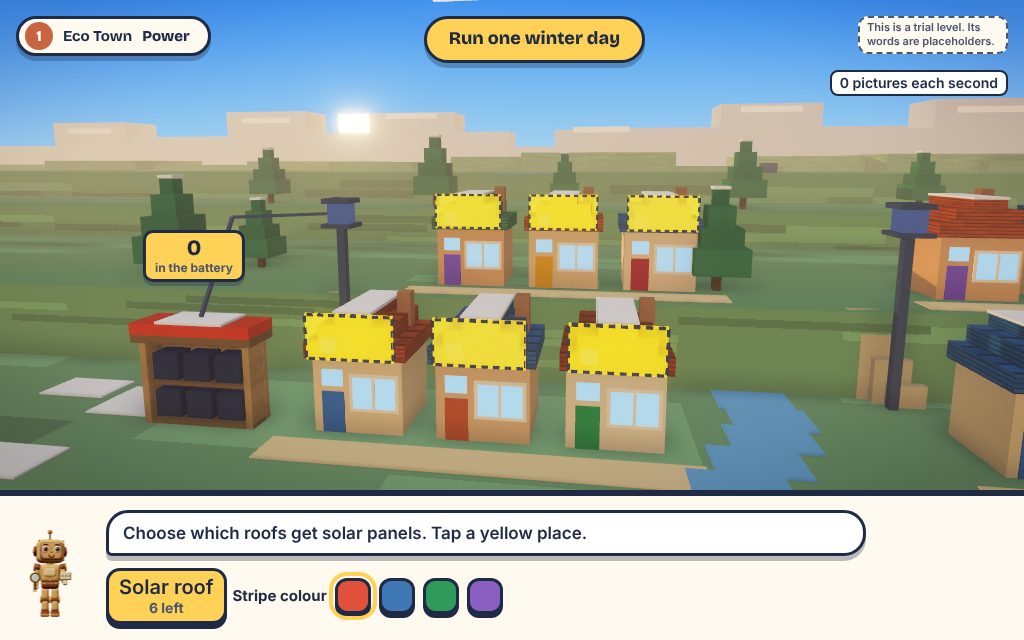 1 Eco Town Power
Run one winter day
This is a trial level. Its
words are placeholders.
0 pictures each second
0
in the battery
Choose which roofs get solar panels. Tap a yellow place.
Solar roof
6 left
Stripe colour